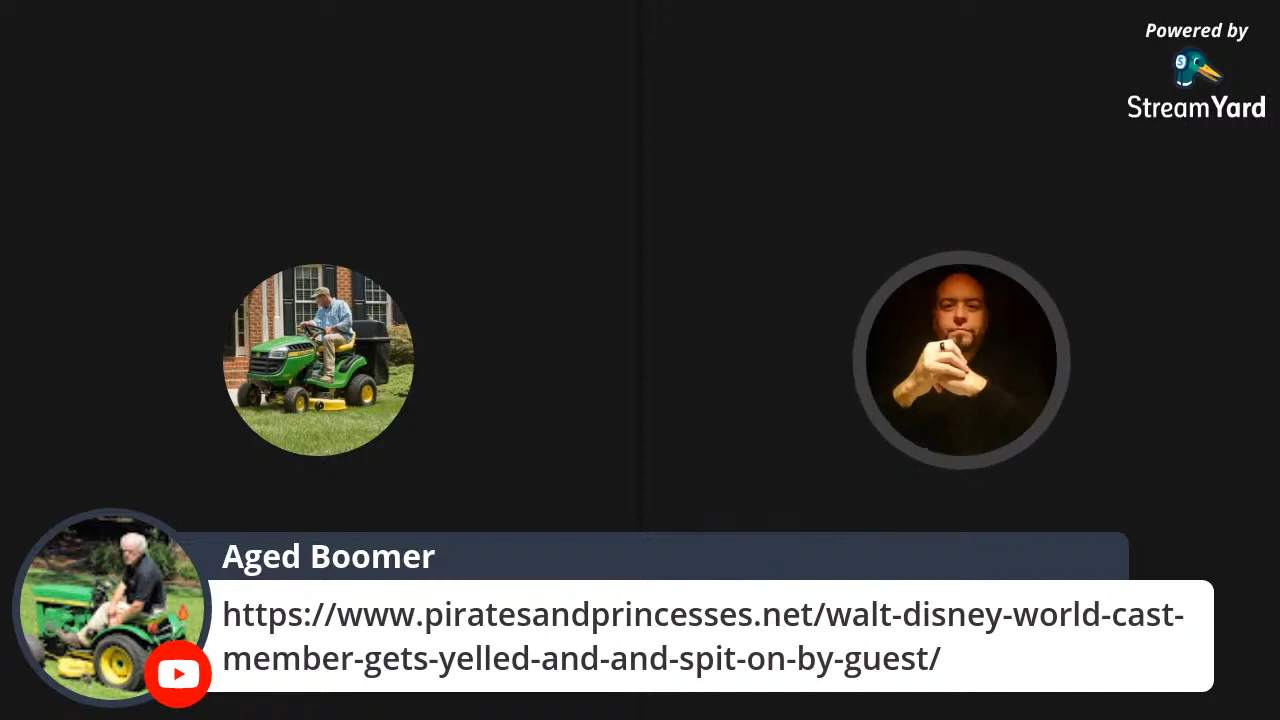 Powered by
StreamYard
Aged Boomer
https://www.piratesandprincesses.net/walt-disney-world-cast-
member-gets-yelled-and-and-spit-on-by-guest/